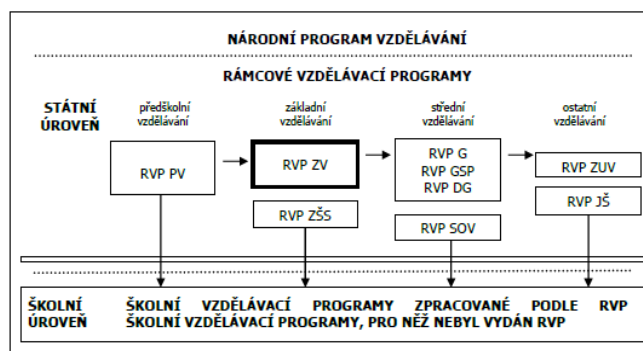 NÁRODNÍ PROGRAM VZDĚLÁVÁNÍ
RÁMCOVÉ VZDĚLÁVACÍ PROGRAMY
STÁTNÍ
ÚROVEŇ
předškolní
vzdělávání
základní
vzdělávání
střední
vzdělávání
ostatní
vzdělávání
RVP PV
RVP ZV
RVP G
RVP GSP
RVP DG
RVP ZUV
RVP ZŠS
RVP SOV
RVP JŠ
ŠKOLNÍ
ÚROVEŇ
ŠKOLNÍ VZDĚLÁVACÍ PROGRAMY ZPRACOVANÉ PODLE RVP
ŠKOLNÍ VZDĚLÁVACÍ PROGRAMY, PRO NĚŽ NEBYL VYDÁN RVP